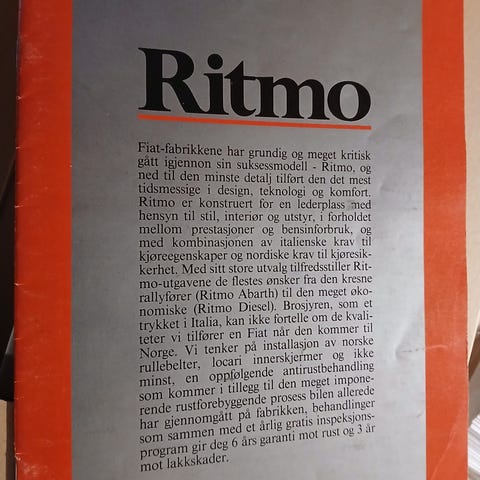 Ritmo
Fiat-fabrikkene har grundig og meget kritisk
gått igjennon sin suksessmodell - Ritmo, og
ned til den minste detalj tilført den det mest
tidsmessige i design, teknologi og komfort.
Ritmo er konstruert for en lederplass med
hensyn til stil, interiør og utstyr, i forholdet
mellom prestasjoner og bensinforbruk, og
med kombinasjonen av italienske krav til
kjøreegenskaper og nordiske krav til kjøresik-
kerhet. Med sitt store utvalg tilfredsstiller Rit-
mo-utgavene de flestes ønsker fra den kresne
rallyfører (Ritmo Abarth) til den meget øko-
nomiske (Ritmo Diesel). Brosjyren, som et
trykket i Italia, kan ikke fortelle om de kvali-
teter vi tilfører en Fiat når den kommer til
Norge. Vi tenker på installasjon av norske
rullebelter, locari innerskjermer og ikke
minst, en oppfølgende antirustbehandling
som kommer i tillegg til den meget impone-
rende rustforebyggende prosess bilen allerede
har gjennomgått på fabrikken, behandlinger
som sammen med et årlig gratis inspeksjons-
program gir deg 6 års garanti mot rust og 3 år
mot lakkskader.